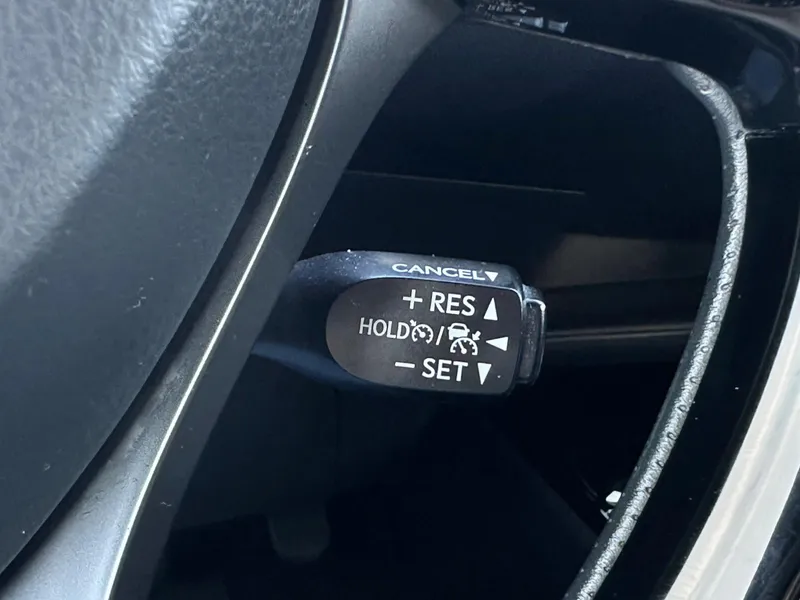 CANCEL▼
+ RES ▲
HOLD / ◀
− SET ▼